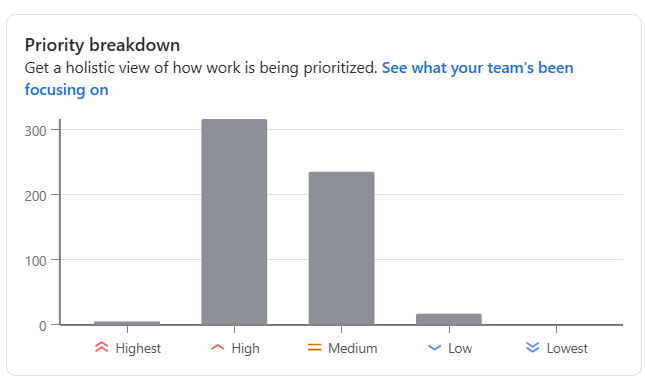 Priority breakdown
Get a holistic view of how work is being prioritized. See what your team's been
focusing on
300
200
100
0
Highest High Medium Low Lowest